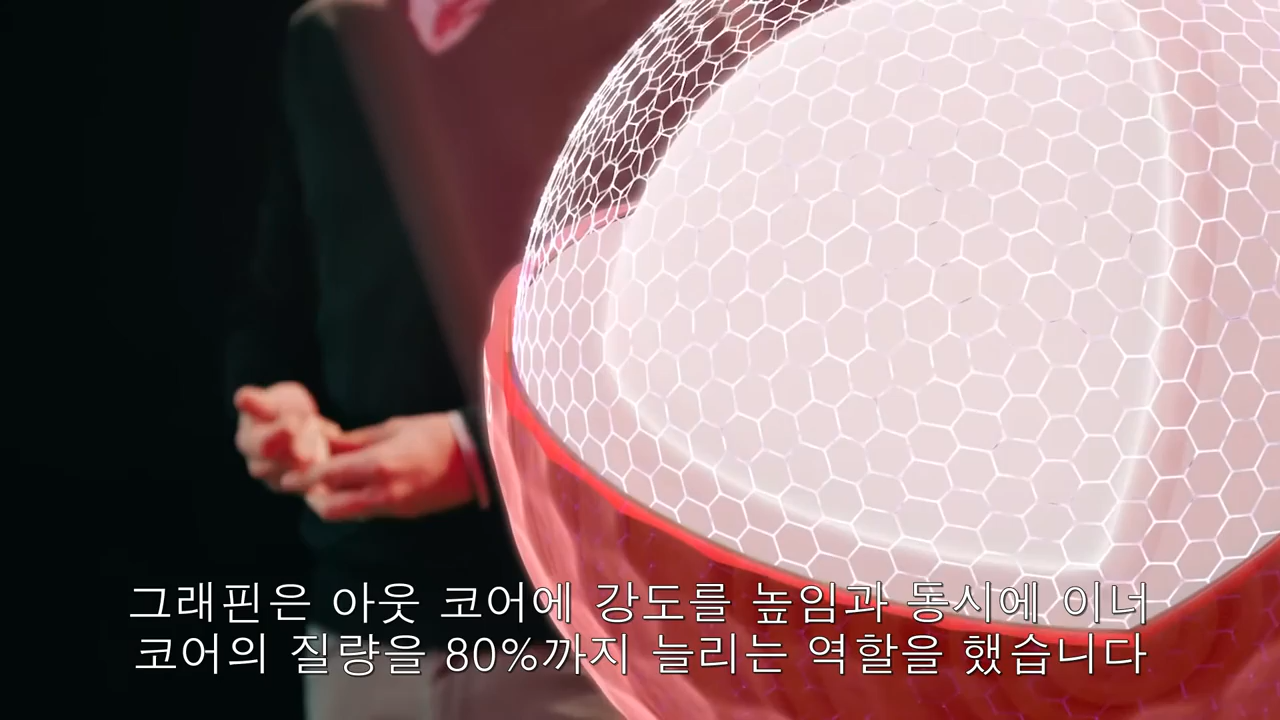 그래핀은 아웃 코어에 강도를 높임과 동시에 이너
코어의 질량을 80%까지 늘리는 역할을 했습니다